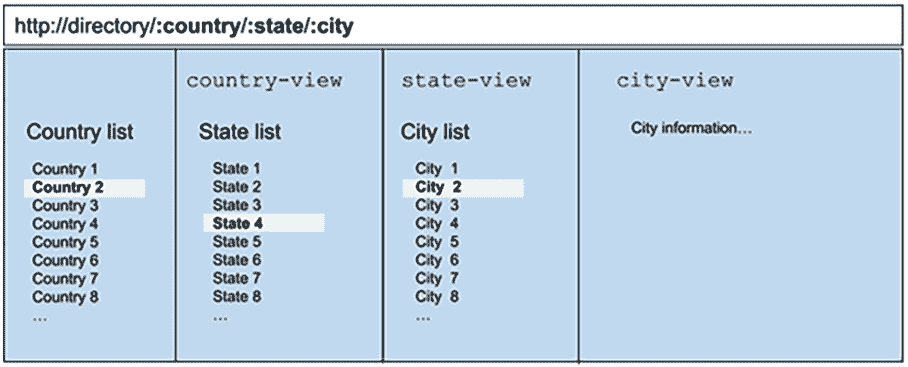 http://directory/:country/:state/:city
country-view
state-view
city-view
Country list
Country 1
Country 2
Country 3
Country 4
Country 5
Country 6
Country 7
Country 8
...
State list
State 1
State 2
State 3
State 4
State 5
State 6
State 7
State 8
...
City list
City 1
City 2
City 3
City 4
City 5
City 6
City 7
City 8
...
City information...